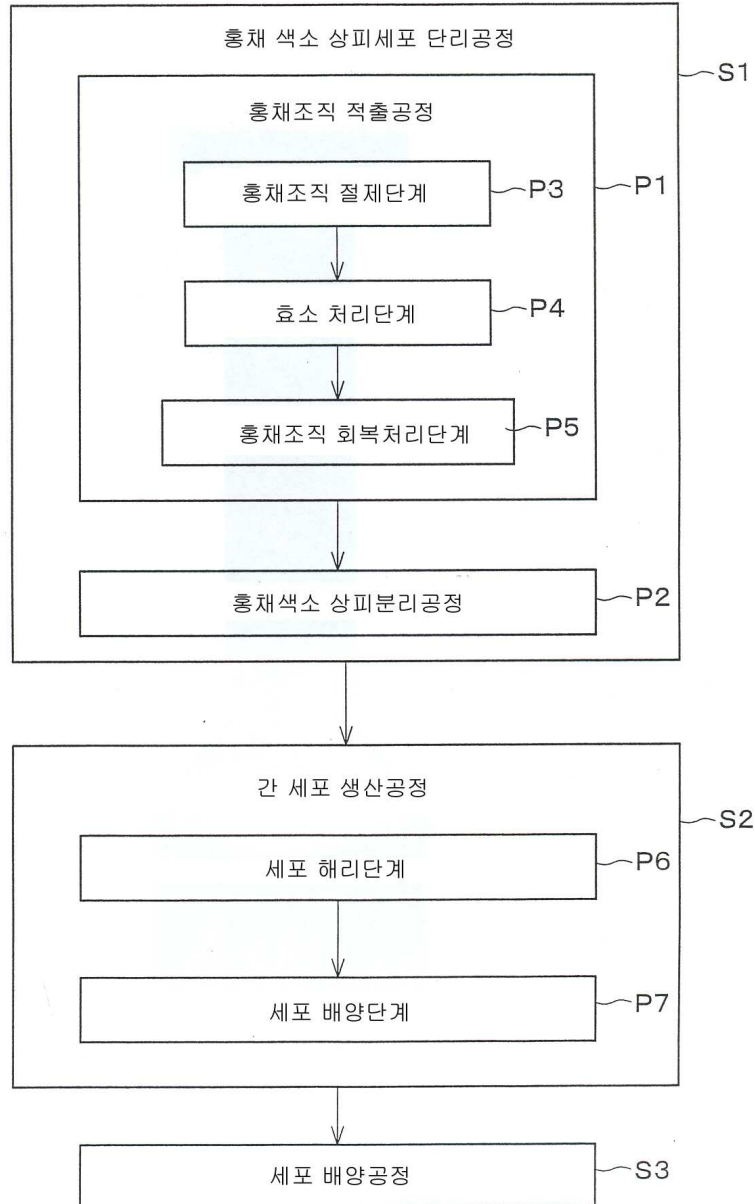 홍채 색소 상피세포 단리공정
S1
홍채조직 적출공정
홍채조직 절제단계
P3
P1
효소 처리단계
P4
홍채조직 회복처리단계
P5
홍채색소 상피분리공정
P2
간 세포 생산공정
S2
세포 해리단계
P6
세포 배양단계
P7
세포 배양공정
S3